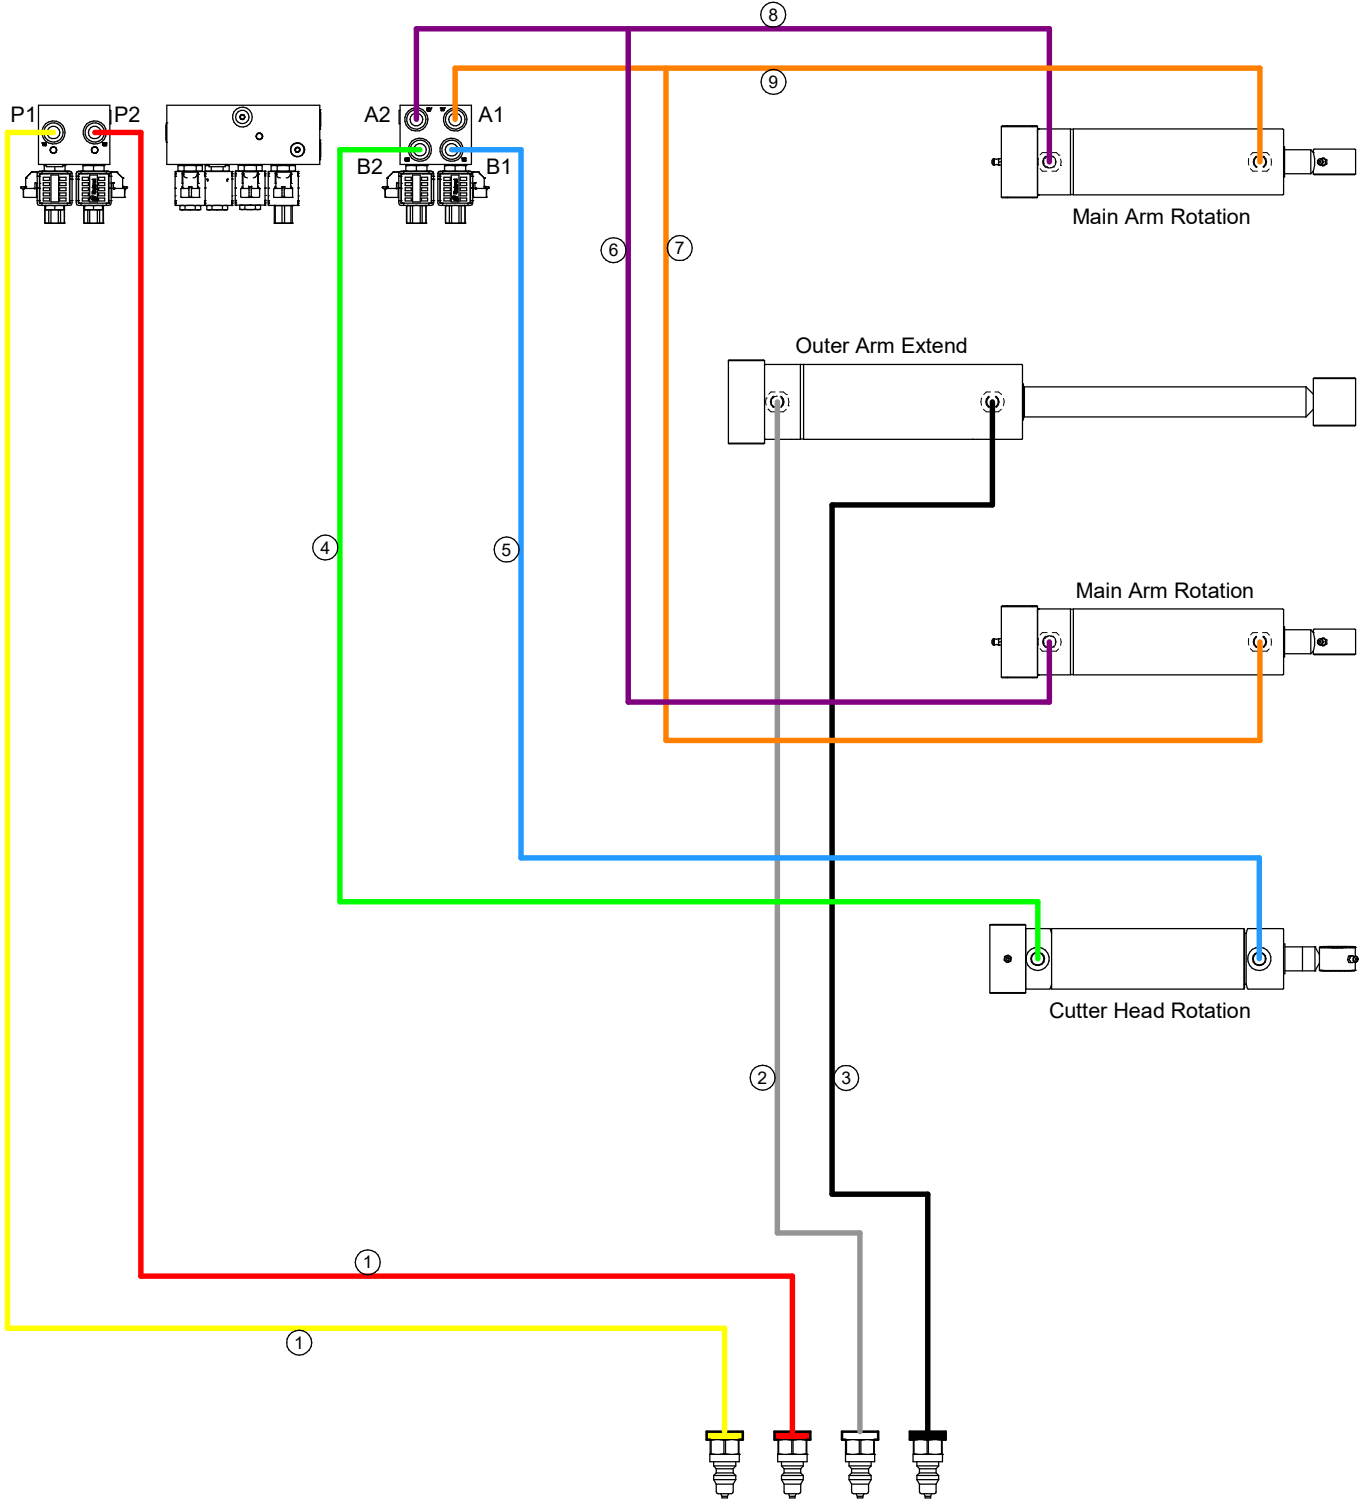 8
9
P1
P2
A2
A1
B2
B1
Main Arm Rotation
6
7
Outer Arm Extend
4
5
Main Arm Rotation
Cutter Head Rotation
2
3
1
1